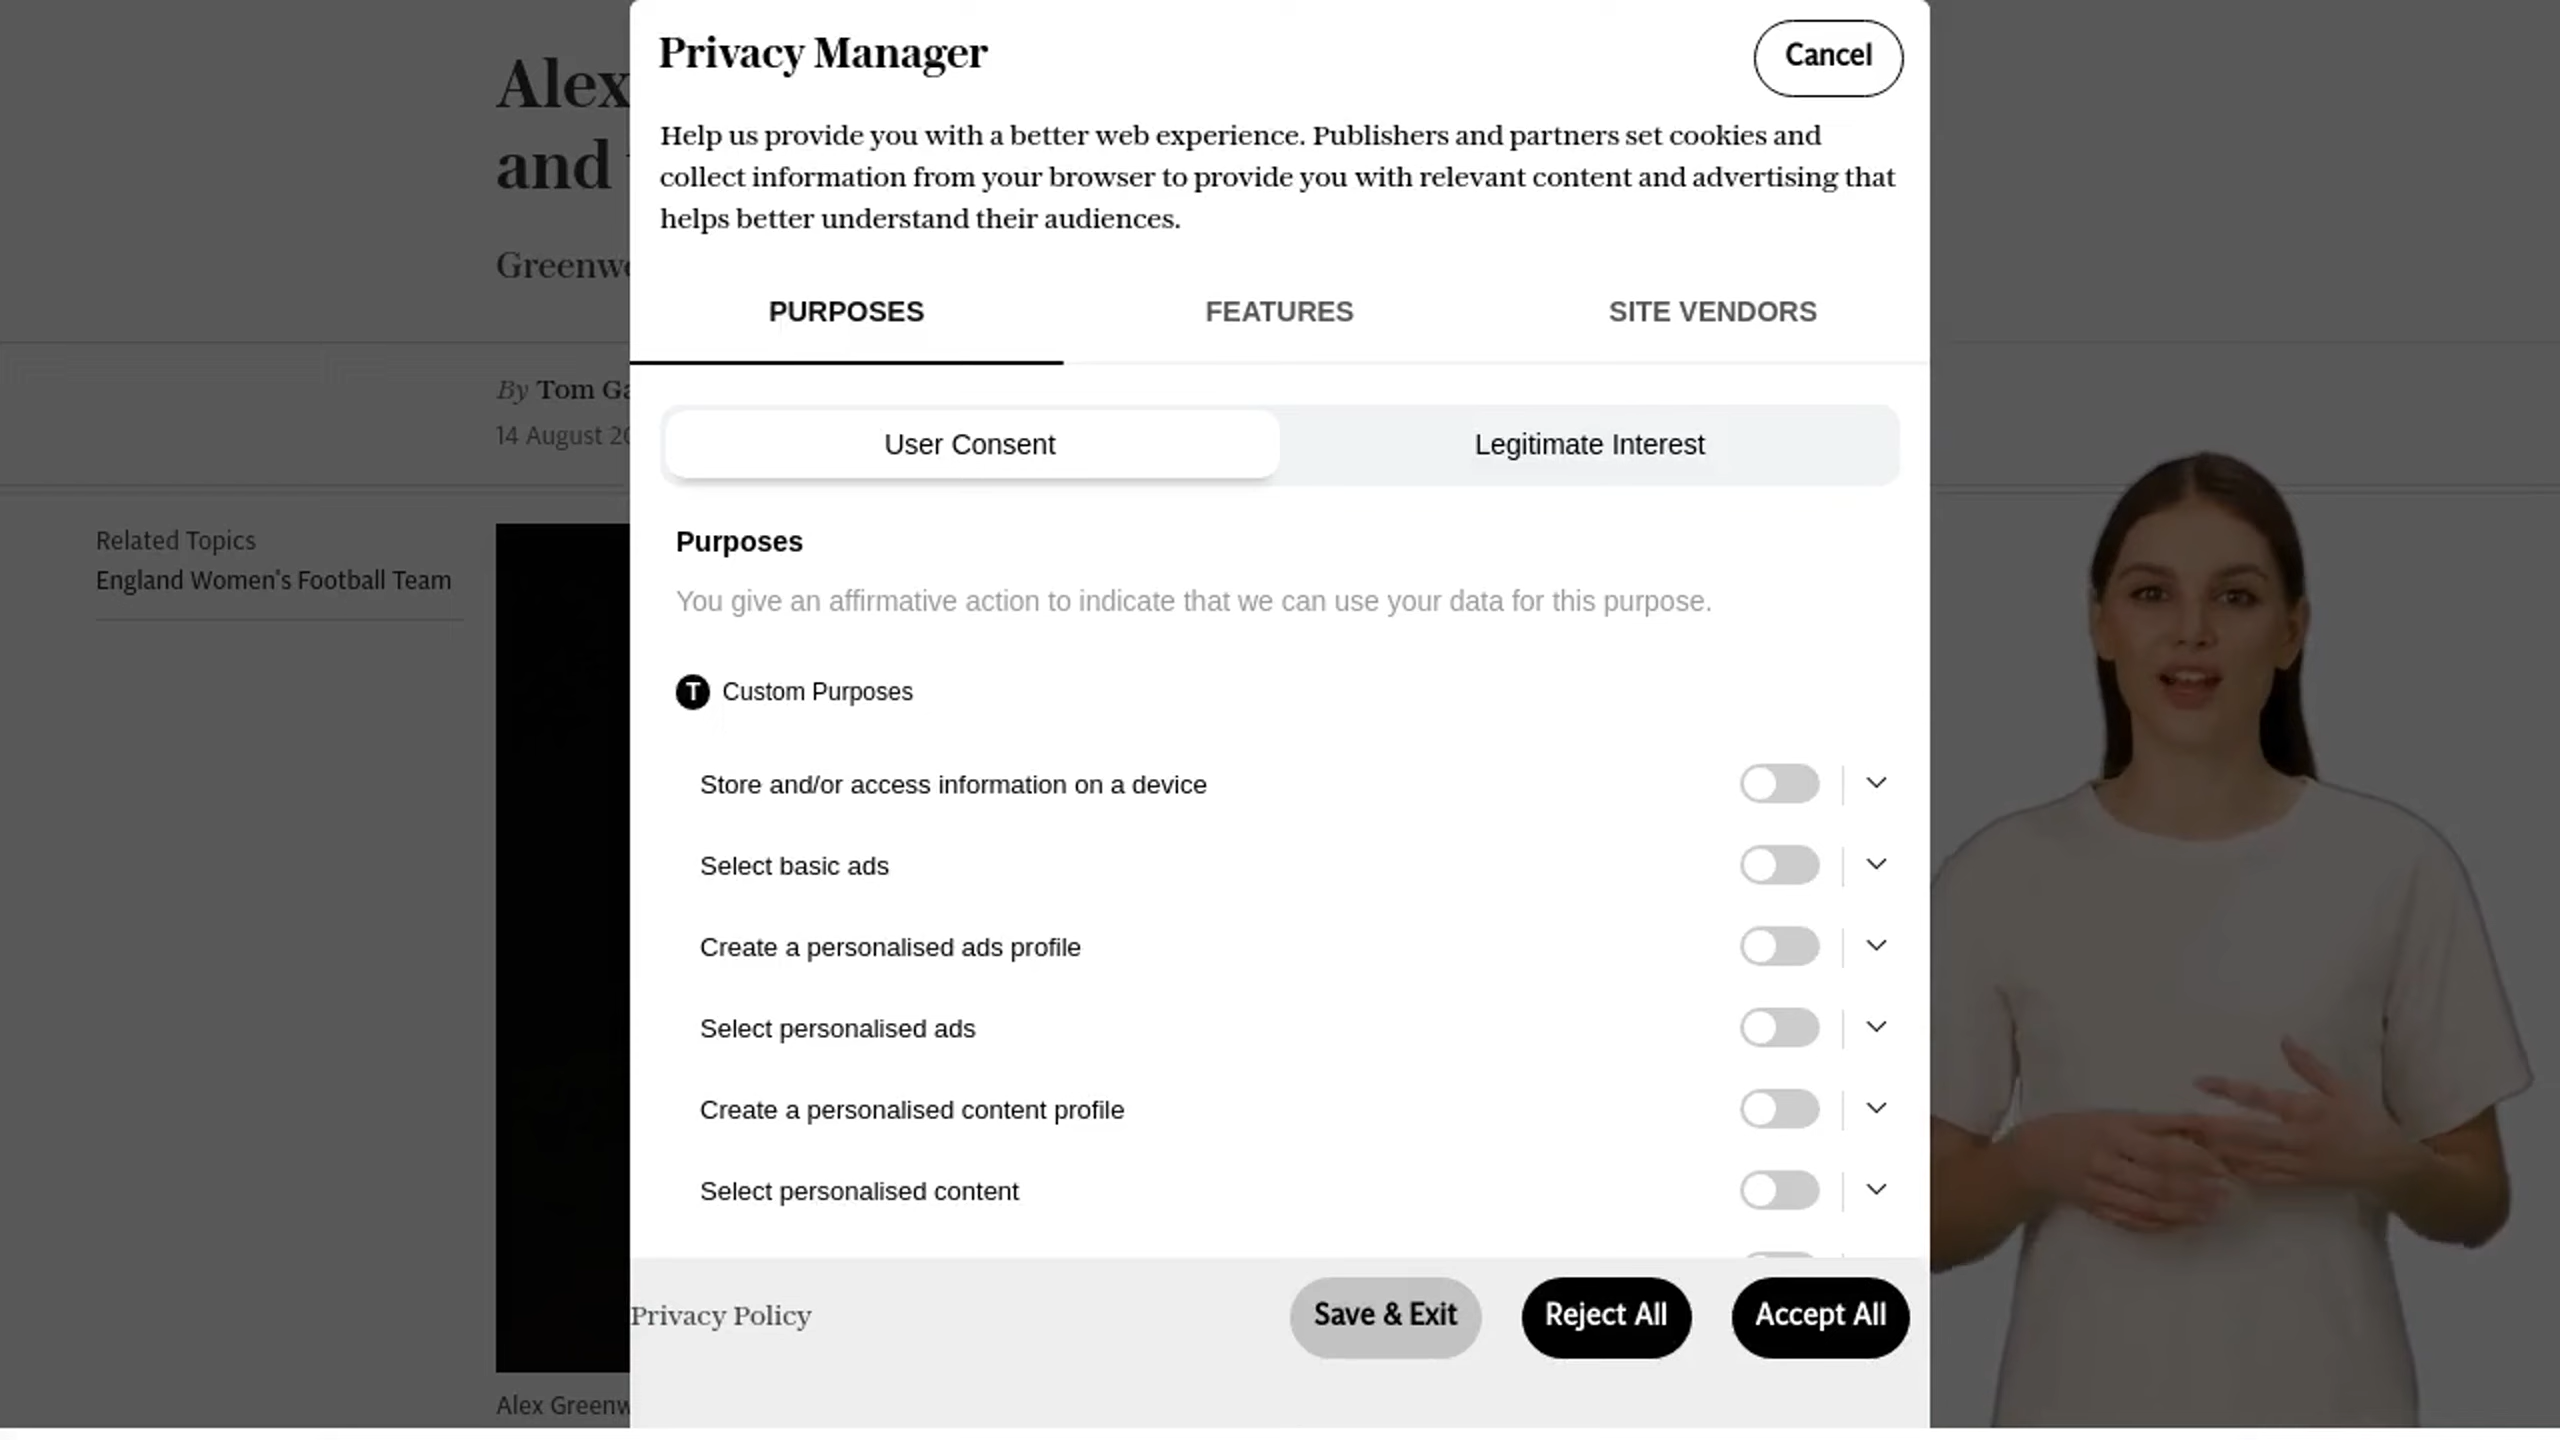 Privacy Manager
Cancel
Help us provide you with a better web experience. Publishers and partners set cookies and
collect information from your browser to provide you with relevant content and advertising that
helps better understand their audiences.
PURPOSES
FEATURES
SITE VENDORS
User Consent
Legitimate Interest
Purposes
You give an affirmative action to indicate that we can use your data for this purpose.
T
Custom Purposes
Store and/or access information on a device
Select basic ads
Create a personalised ads profile
Select personalised ads
Create a personalised content profile
Select personalised content
Privacy Policy
Save & Exit
Reject All
Accept All
Alex
and
By Tom
14 August
Related Topics
England Women's Football Team
Alex